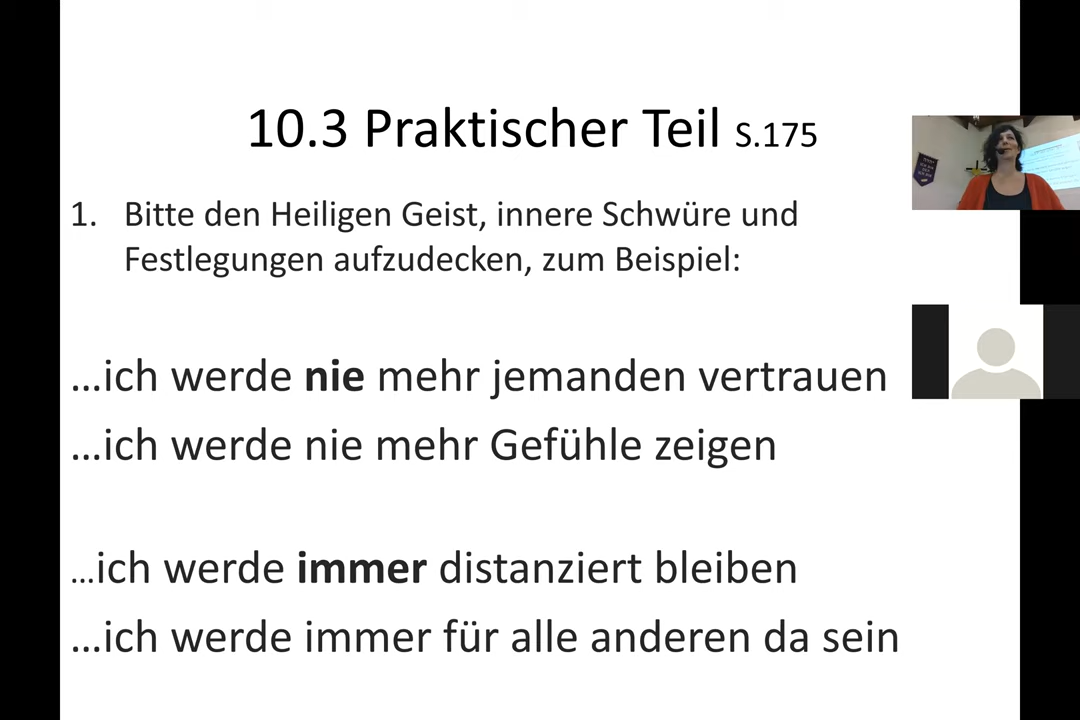 10.3 Praktischer Teil S.175
1. Bitte den Heiligen Geist, innere Schwüre und
Festlegungen aufzudecken, zum Beispiel:
...ich werde nie mehr jemanden vertrauen
...ich werde nie mehr Gefühle zeigen
...ich werde immer distanziert bleiben
...ich werde immer für alle anderen da sein